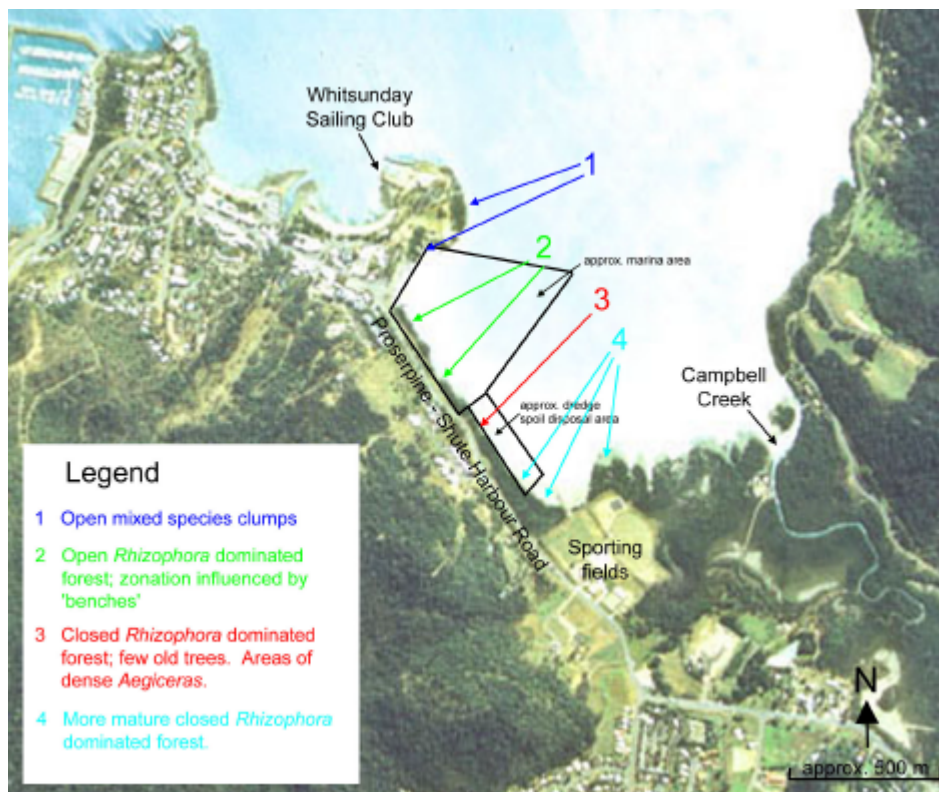 Whitsunday
Sailing Club
1
2
approx. marina area
3
4
Proserpine - Shute Harbour Road
Campbell
Creek
approx. dredge
spoil disposal area
Sporting
fields
Legend
1 Open mixed species clumps
2 Open Rhizophora dominated
forest; zonation influenced by
'benches'
3 Closed Rhizophora dominated
forest; few old trees. Areas of
dense Aegiceras.
4 More mature closed Rhizophora
dominated forest.
N
approx. 500 m